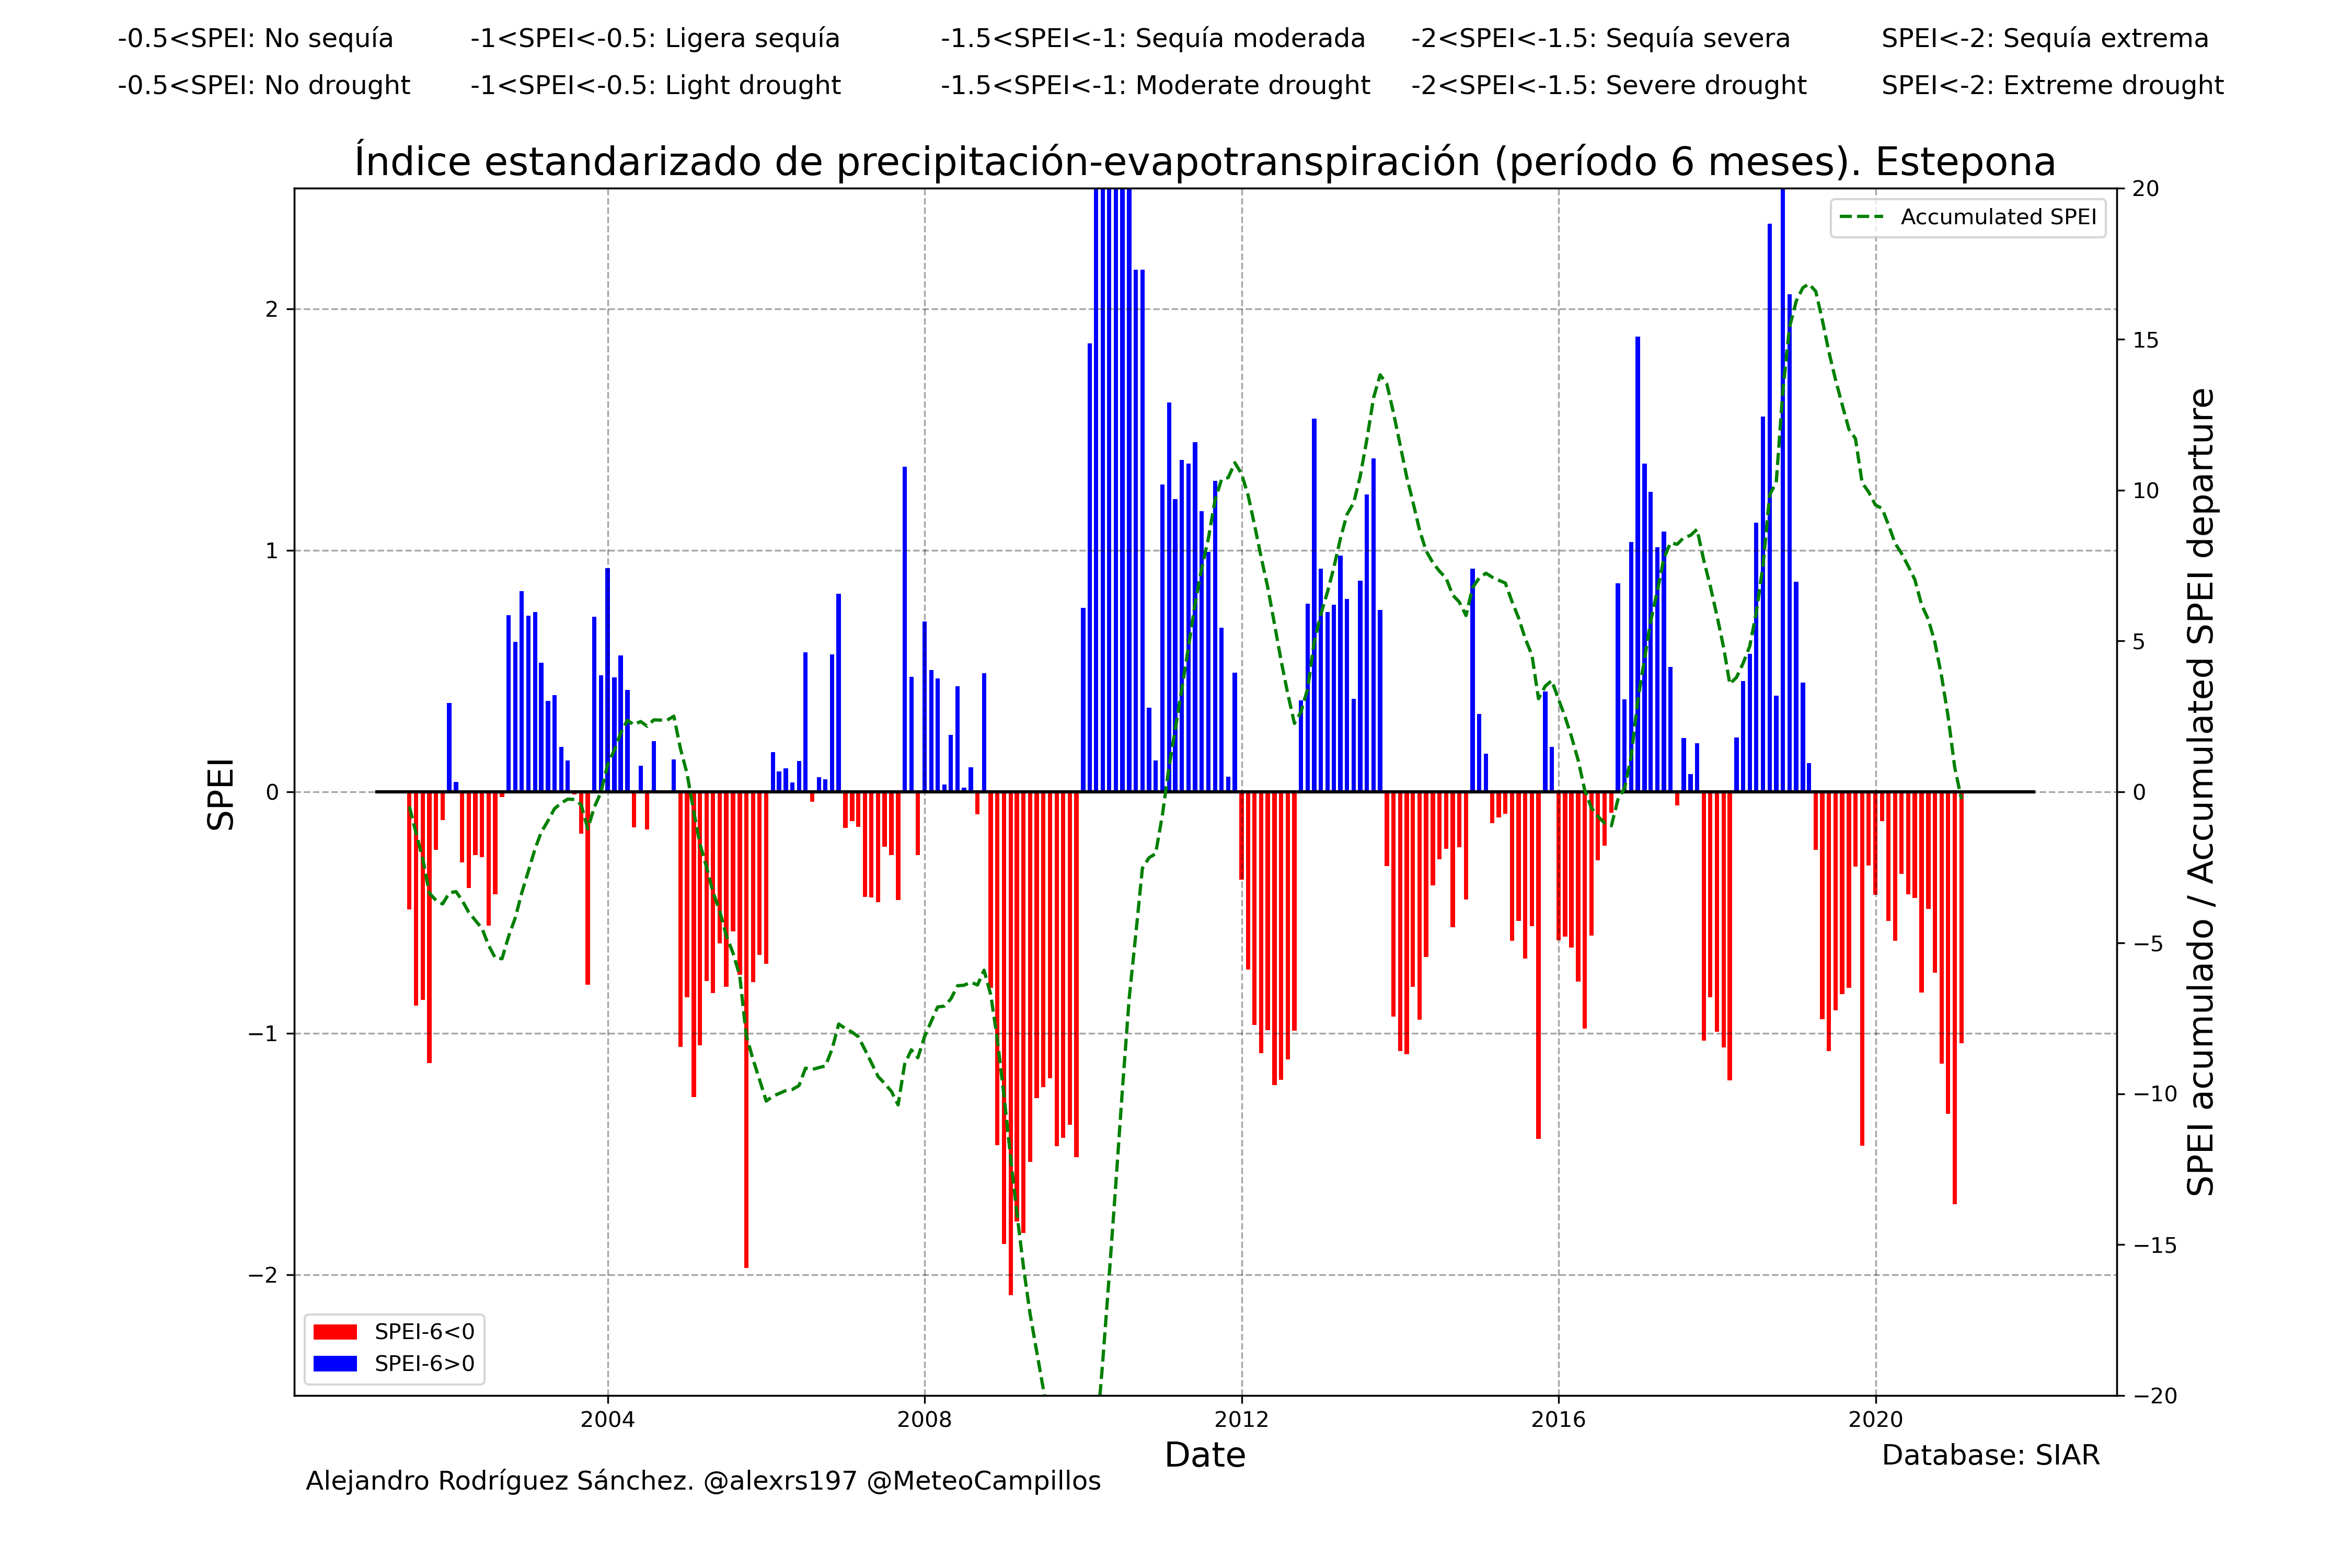 -0.5<SPEI: No sequía -1<SPEI<-0.5: Ligera sequía -1.5<SPEI<-1: Sequía moderada -2<SPEI<-1.5: Sequía severa SPEI<-2: Sequía extrema
-0.5<SPEI: No drought -1<SPEI<-0.5: Light drought -1.5<SPEI<-1: Moderate drought -2<SPEI<-1.5: Severe drought SPEI<-2: Extreme drought
Índice estandarizado de precipitación-evapotranspiración (período 6 meses). Estepona
Accumulated SPEI
SPEI
2
1
0
−1
−2
20
15
10
5
0
−5
−10
−15
−20
SPEI acumulado / Accumulated SPEI departure
SPEI-6<0
SPEI-6>0
2004 2008 2012 2016 2020
Date
Database: SIAR
Alejandro Rodríguez Sánchez. @alexrs197 @MeteoCampillos